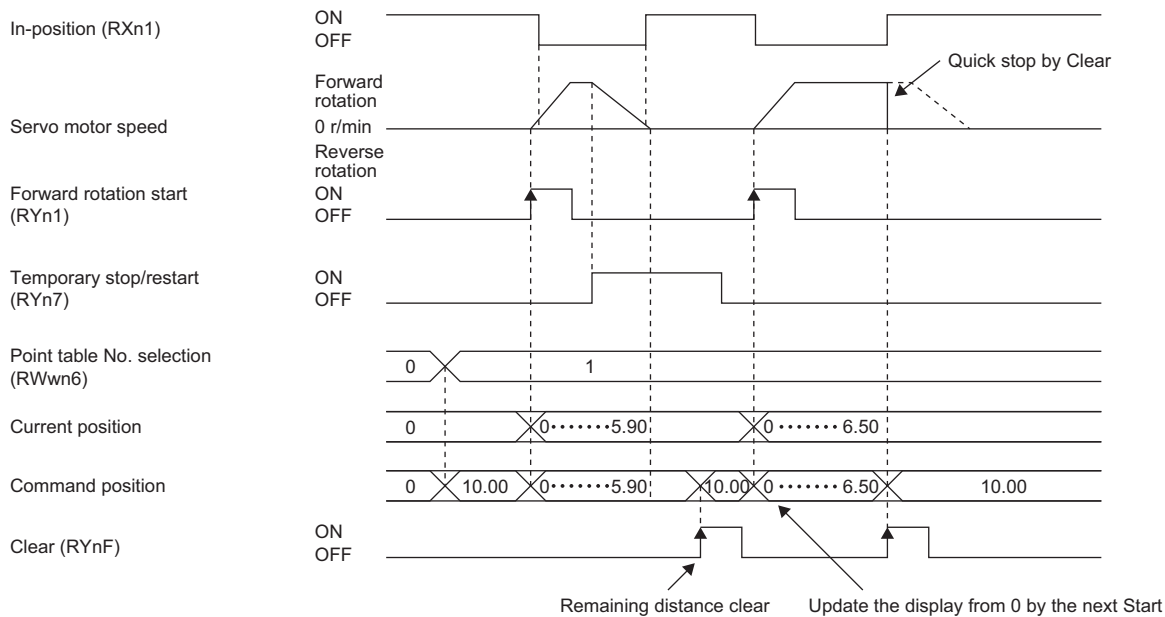 In-position (RXn1)
ON
OFF
Quick stop by Clear
Forward
rotation
Servo motor speed
0 r/min
Reverse
rotation
Forward rotation start
(RYn1)
ON
OFF
Temporary stop/restart
(RYn7)
ON
OFF
Point table No. selection
(RWwn6)
0
1
Current position
0
0·······5.90
0·······6.50
Command position
0
10.00
0·······5.90
10.00
0·······6.50
10.00
Clear (RYnF)
ON
OFF
Remaining distance clear
Update the display from 0 by the next Start